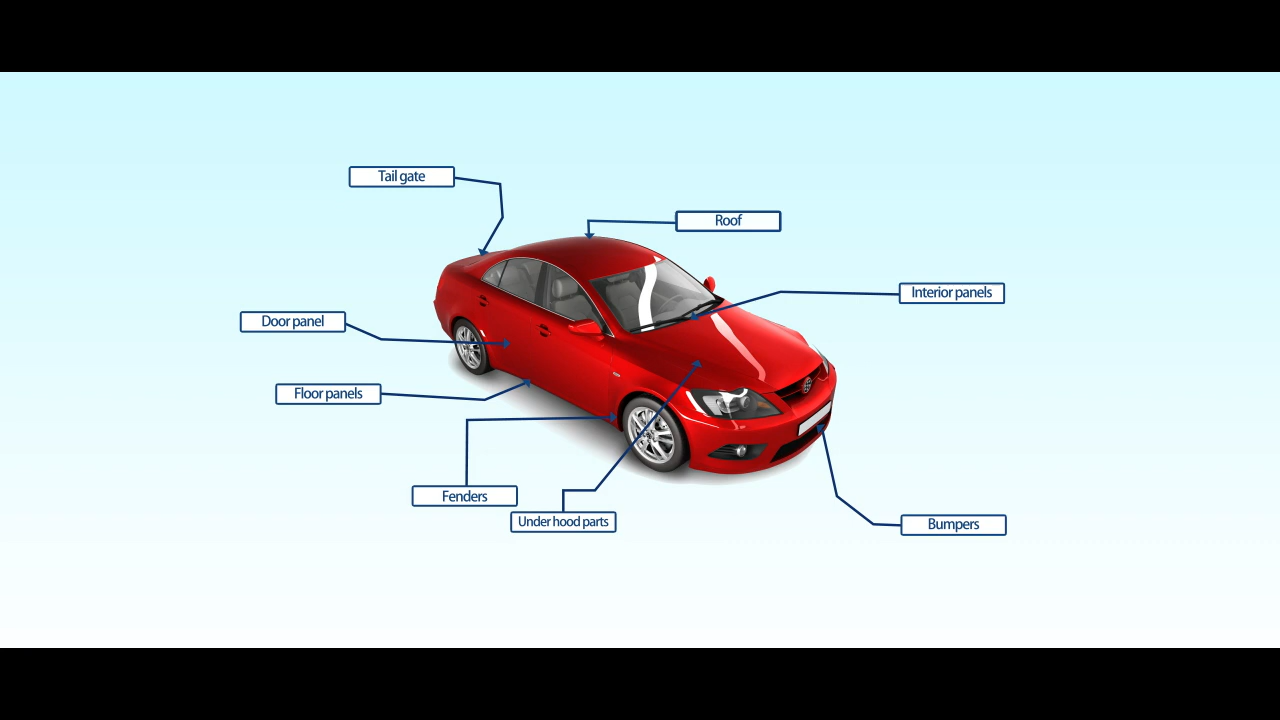 Tail gate
Roof
Interior panels
Door panel
Floor panels
Fenders
Under hood parts
Bumpers